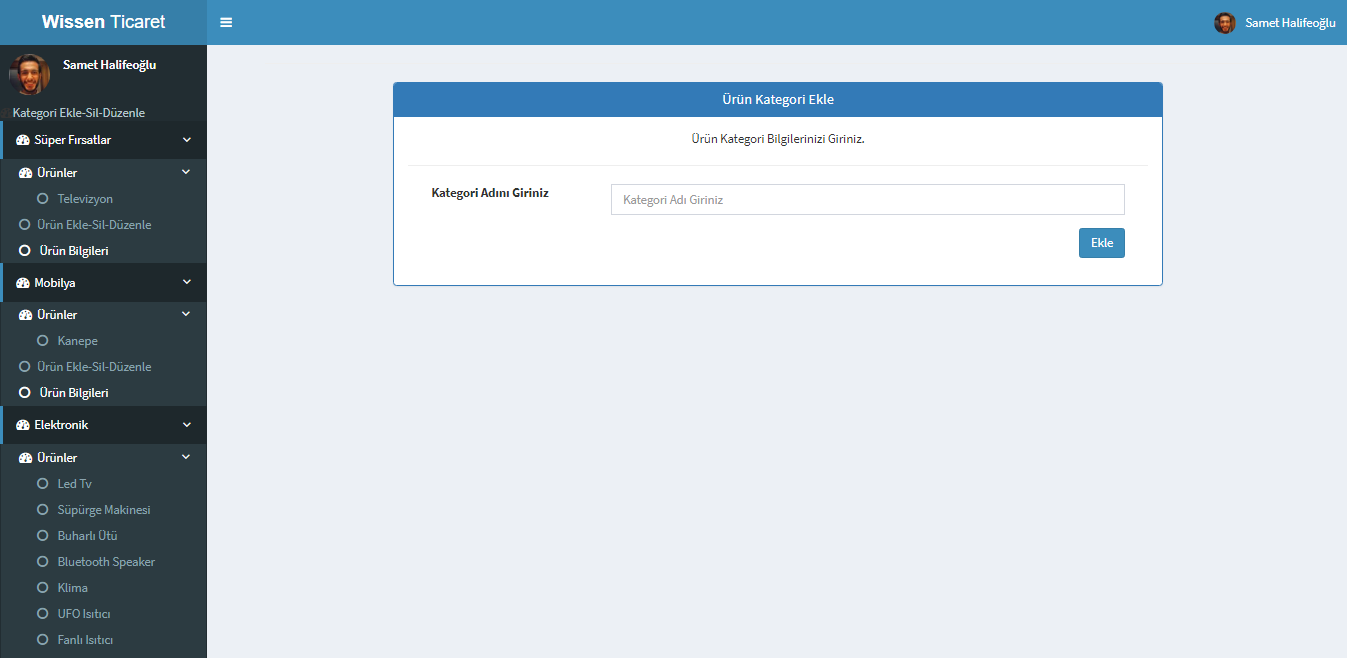 Wissen Ticaret
Samet Halifeoğlu
Samet Halifeoğlu
Kategori Ekle-Sil-Düzenle
Süper Fırsatlar
Ürünler
Televizyon
Ürün Ekle-Sil-Düzenle
Ürün Bilgileri
Mobilya
Ürünler
Kanepe
Ürün Ekle-Sil-Düzenle
Ürün Bilgileri
Elektronik
Ürünler
Led Tv
Süpürge Makinesi
Buharlı Ütü
Bluetooth Speaker
Klima
UFO Isıtıcı
Fanlı Isıtıcı
Ürün Kategori Ekle
Ürün Kategori Bilgilerinizi Giriniz.
Kategori Adını Giriniz
Kategori Adı Giriniz
Ekle